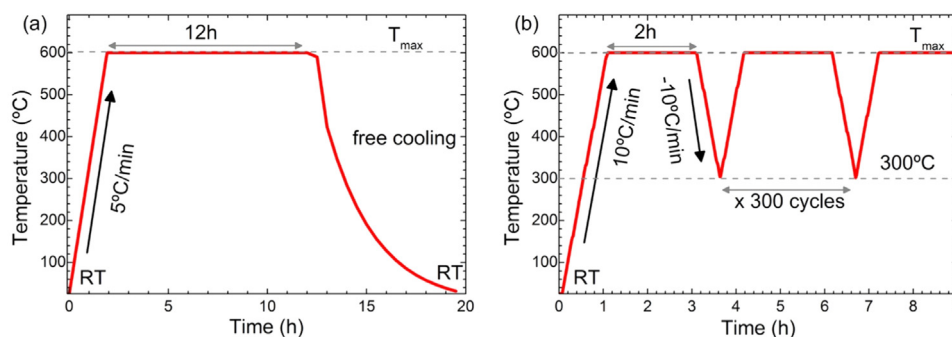 (a)
12h
T max
600
500
400
300
200
100
Temperature (ºC)
5ºC/min
free cooling
RT
RT
0 5 10 15 20
Time (h)
(b)
2h
T max
600
500
400
300
200
100
Temperature (ºC)
10ºC/min
-10ºC/min
300ºC
x 300 cycles
RT
0 1 2 3 4 5 6 7 8
Time (h)